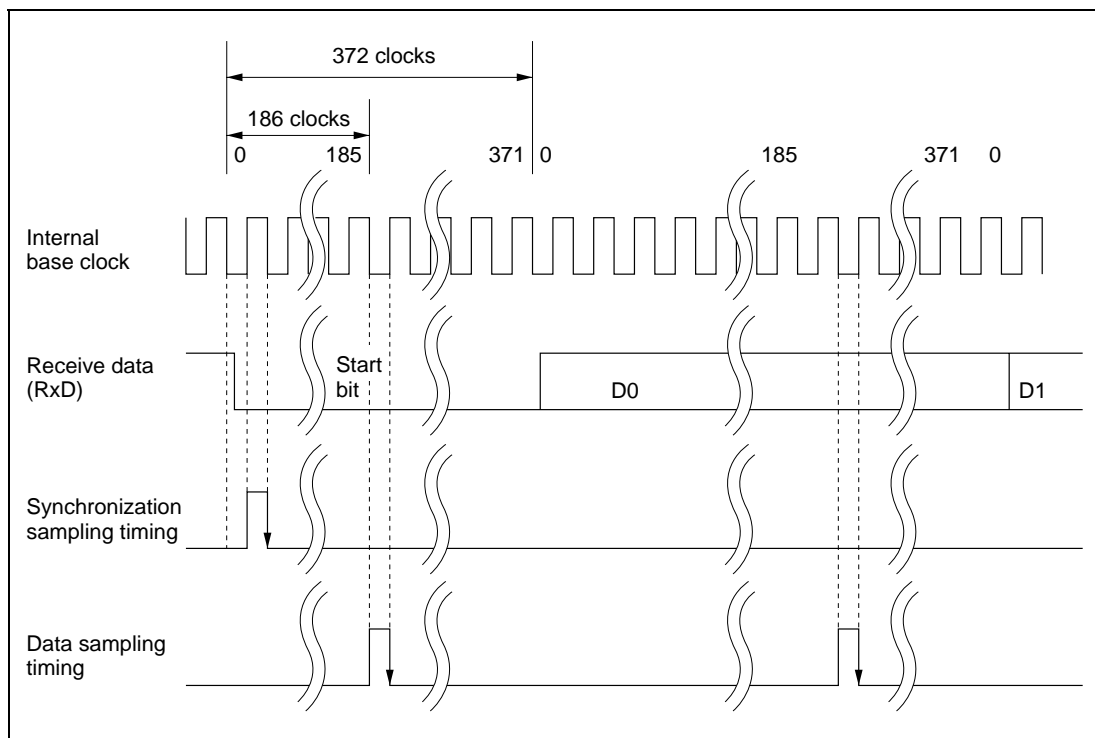 372 clocks
186 clocks
0 185 371 0 185 371 0
Internal
base clock
Receive data
(RxD)
Start
bit
D0
D1
Synchronization
sampling timing
Data sampling
timing